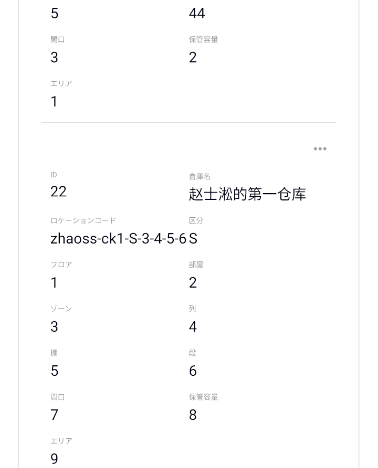 5 44
間口 保管容量
3 2
エリア
1
ID 倉庫名
22 赵士淞的第一仓库
ロケーションコード 区分
zhaoss-ck1-S-3-4-5-6 S
フロア 部屋
1 2
ゾーン 列
3 4
棚 段
5 6
間口 保管容量
7 8
エリア
9